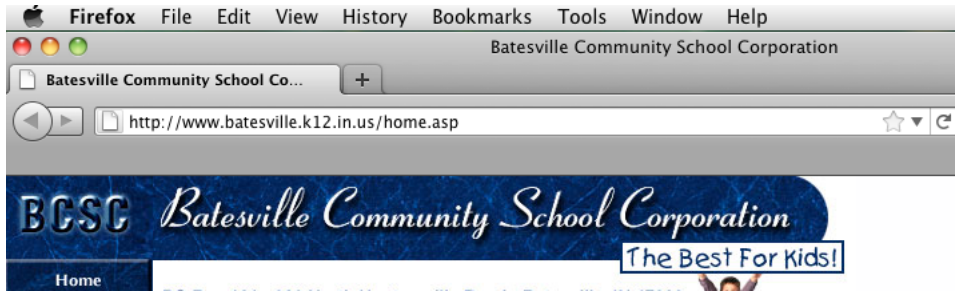 Firefox File Edit View History Bookmarks Tools Window Help
Batesville Community School Corporation
Batesville Community School Co...
http://www.batesville.k12.in.us/home.asp
BCSC Batesville Community School Corporation
The Best For Kids!
Home